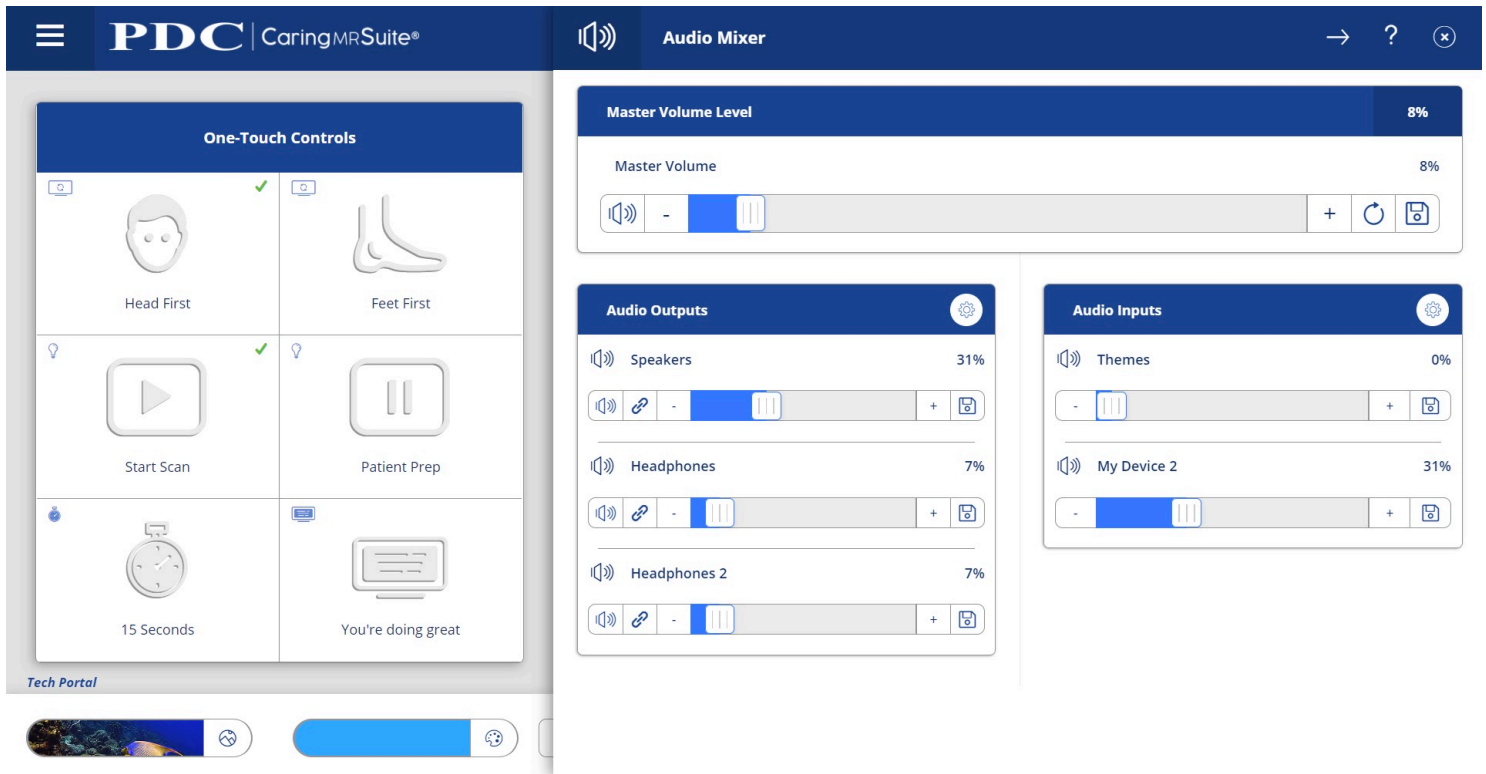 PDC | CaringMRSuite®
One-Touch Controls
Head First
Feet First
Start Scan
Patient Prep
15 Seconds
You're doing great
Tech Portal
Audio Mixer
→ ?
Master Volume Level 8%
Master Volume 8%
- +
Audio Outputs
Speakers 31%
- +
Headphones 7%
- +
Headphones 2 7%
- +
Audio Inputs
Themes 0%
- +
My Device 2 31%
- +